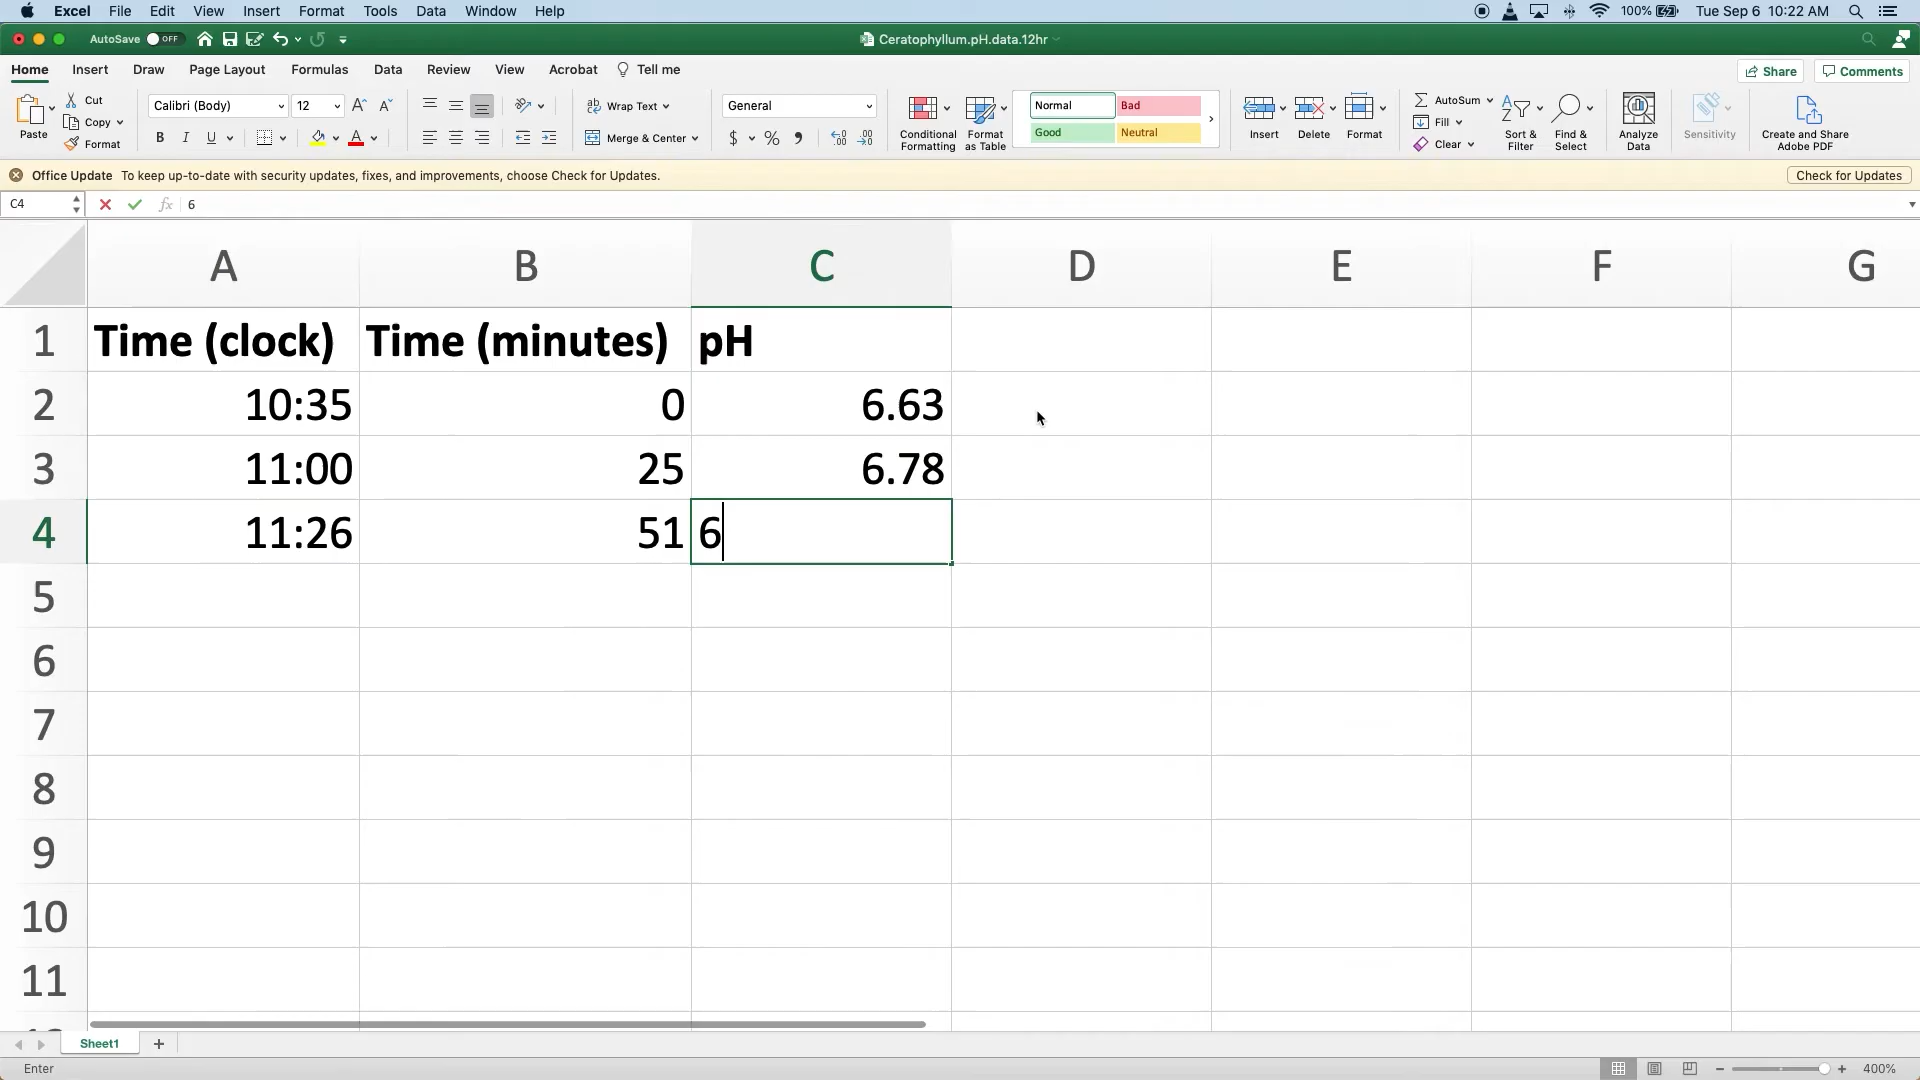 Excel File Edit View Insert Format Tools Data Window Help 100% Tue Sep 6 10:22 AM
AutoSave OFF Ceratophyllum.pH.data.12hr
Home Insert Draw Page Layout Formulas Data Review View Acrobat Tell me Share Comments
Paste Cut Copy Format
Calibri (Body) 12 A A
B I U A
ab Wrap Text
Merge & Center
General
$ % 9 .00 .00
Conditional Formatting
Format as Table
Normal Bad
Good Neutral
Insert Delete Format
AutoSum
Fill
Clear
Sort & Filter
Find & Select
Analyze Data
Sensitivity
Create and Share Adobe PDF
Office Update To keep up-to-date with security updates, fixes, and improvements, choose Check for Updates. Check for Updates
C4 fx 6
A B C D E F G
1 Time (clock) Time (minutes) pH
2 10:35 0 6.63
3 11:00 25 6.78
4 11:26 51 6
5
6
7
8
9
10
11
Sheet1 +
Enter 400%